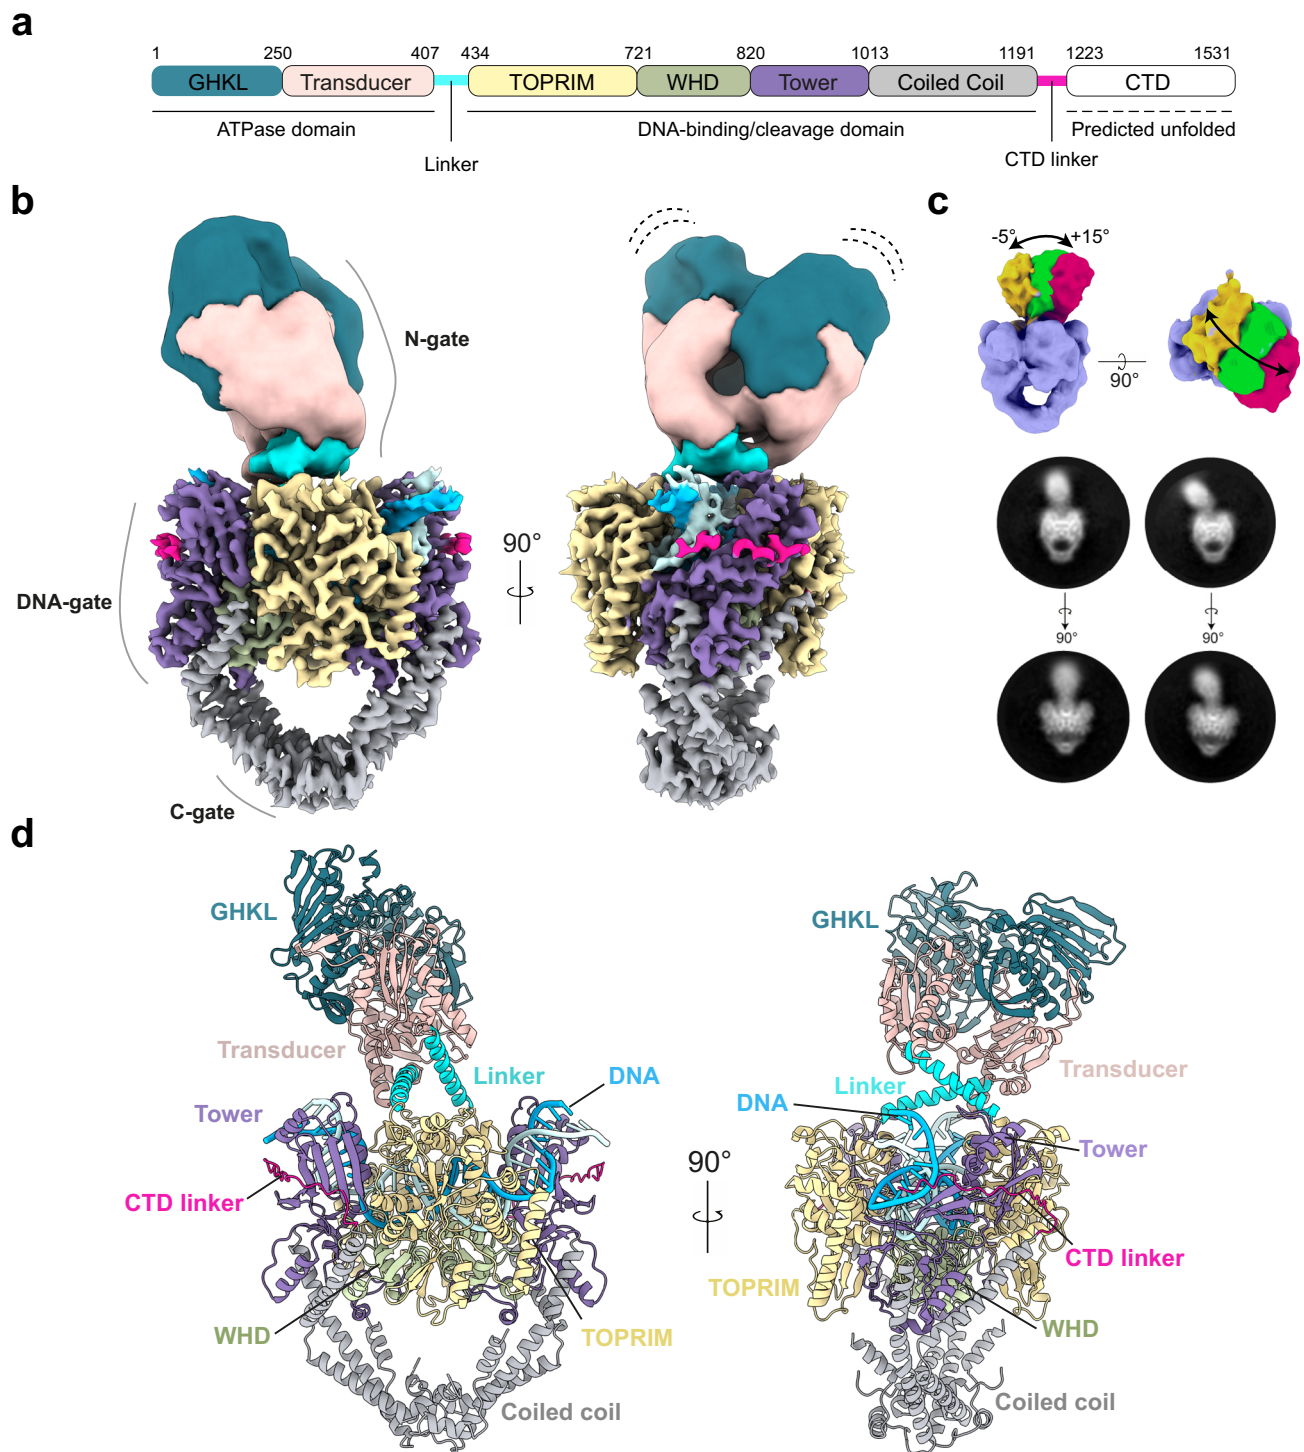 a
1 250 407 434 721 820 1013 1191 1223 1531
GHKL Transducer TOPRIM WHD Tower Coiled Coil CTD
ATPase domain DNA-binding/cleavage domain Predicted unfolded
Linker CTD linker
b
N-gate
DNA-gate
C-gate
90°
c
-5° +15°
90°
90° 90°
d
GHKL
Transducer
Linker
DNA
Tower
CTD linker
WHD
TOPRIM
Coiled coil
90°
GHKL
Transducer
Linker
DNA
Tower
CTD linker
TOPRIM
WHD
Coiled coil